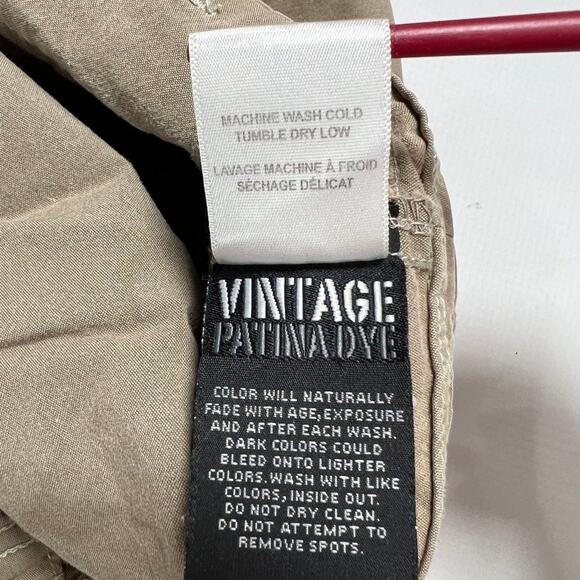 MACHINE WASH COLD
TUMBLE DRY LOW
LAVAGE MACHINE À FROID
SÉCHAGE DÉLICAT
VINTAGE
PATINA DYE
COLOR WILL NATURALLY
FADE WITH AGE, EXPOSURE
AND AFTER EACH WASH.
DARK COLORS COULD
BLEED ONTO LIGHTER
COLORS. WASH WITH LIKE
COLORS, INSIDE OUT.
DO NOT DRY CLEAN.
DO NOT ATTEMPT TO
REMOVE SPOTS.